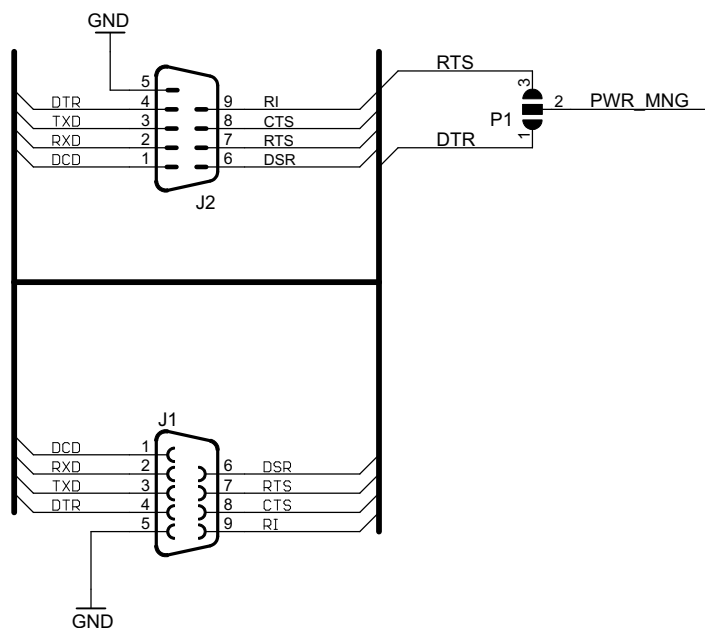 GND
RTS
5
3
DTR 4 9 RI
2 PWR_MNG
TXD 3 8 CTS
P1
RXD 2 7 RTS
1
DTR
DCD 1 6 DSR
J2
J1
DCD 1
RXD 2 6 DSR
TXD 3 7 RTS
DTR 4 8 CTS
5 9 RI
GND